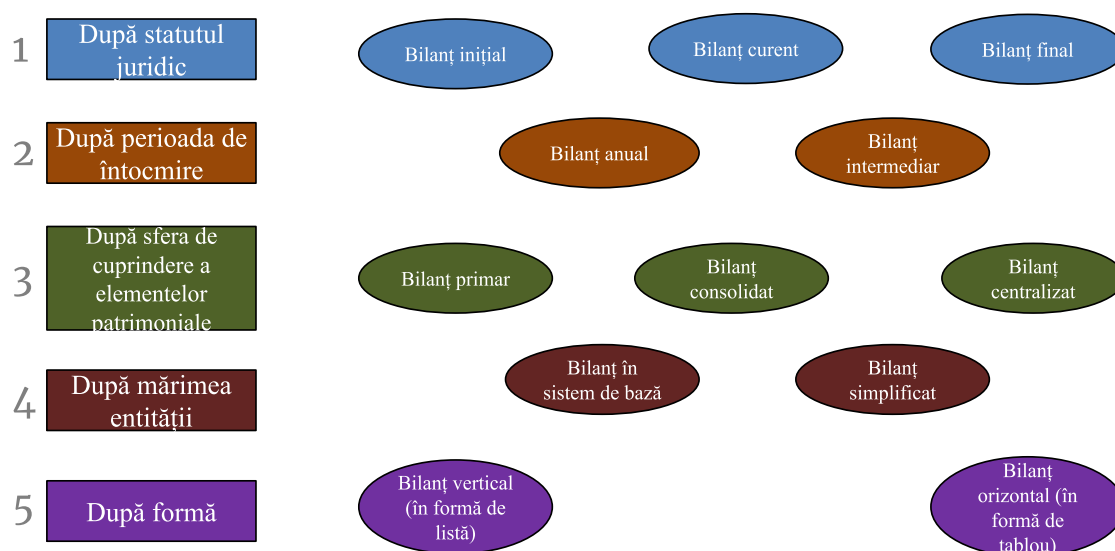 1
După statutul
juridic
Bilanț inițial
Bilanț curent
Bilanț final
2
După perioada de
întocmire
Bilanț anual
Bilanț
intermediar
3
După sfera de
cuprindere a
elementelor
patrimoniale
Bilanț primar
Bilanț
consolidat
Bilanț
centralizat
4
După mărimea
entității
Bilanț în
sistem de bază
Bilanț
simplificat
5
După formă
Bilanț vertical
(în formă de
listă)
Bilanț
orizontal (în
formă de
tablou)